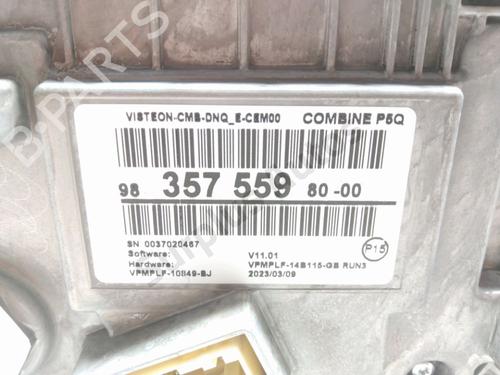 VISTEON-CMB-DNQ_E-CEM00 COMBINE P5Q
98 357 559 80-00
SN 0037020467
Software: V11.01
Hardware: VPMPLF-14B115-GB RUN3
VPMPLF-10849-BJ 2023/03/09
P15